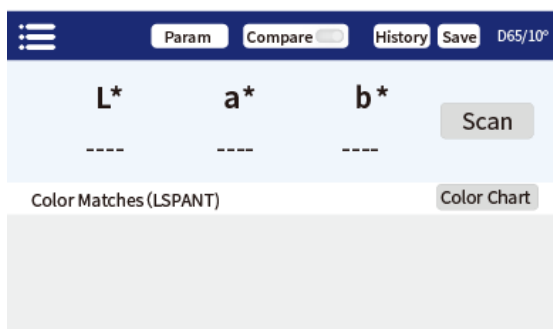 Param Compare History Save D65/10°
L* a* b*
Scan
---- ---- ----
Color Matches(LSPANT) Color Chart